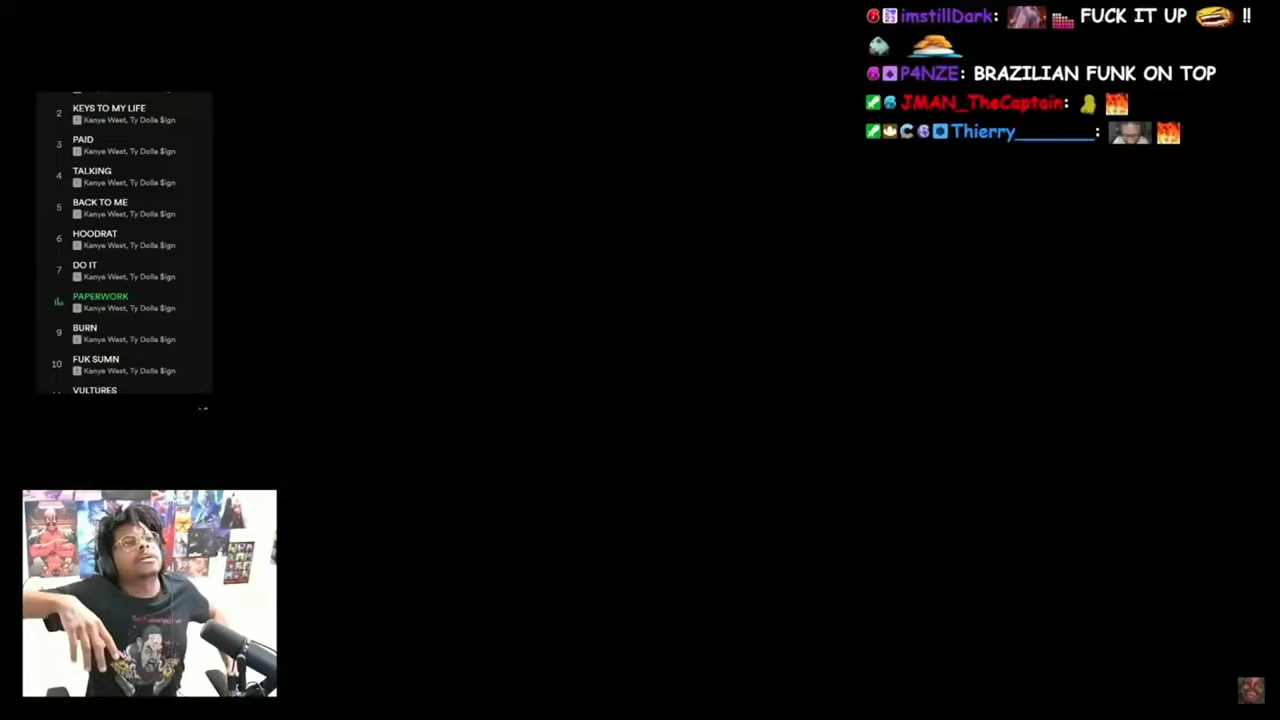 2
KEYS TO MY LIFE
Kanye West, Ty Dolla $ign
3
PAID
Kanye West, Ty Dolla $ign
4
TALKING
Kanye West, Ty Dolla $ign
5
BACK TO ME
Kanye West, Ty Dolla $ign
6
HOODRAT
Kanye West, Ty Dolla $ign
7
DO IT
Kanye West, Ty Dolla $ign
PAPERWORK
Kanye West, Ty Dolla $ign
9
BURN
Kanye West, Ty Dolla $ign
10
FUK SUMN
Kanye West, Ty Dolla $ign
VULTURES
imstillDark: FUCK IT UP !!
P4NZE: BRAZILIAN FUNK ON TOP
JMAN_TheCaptain:
Thierry________: